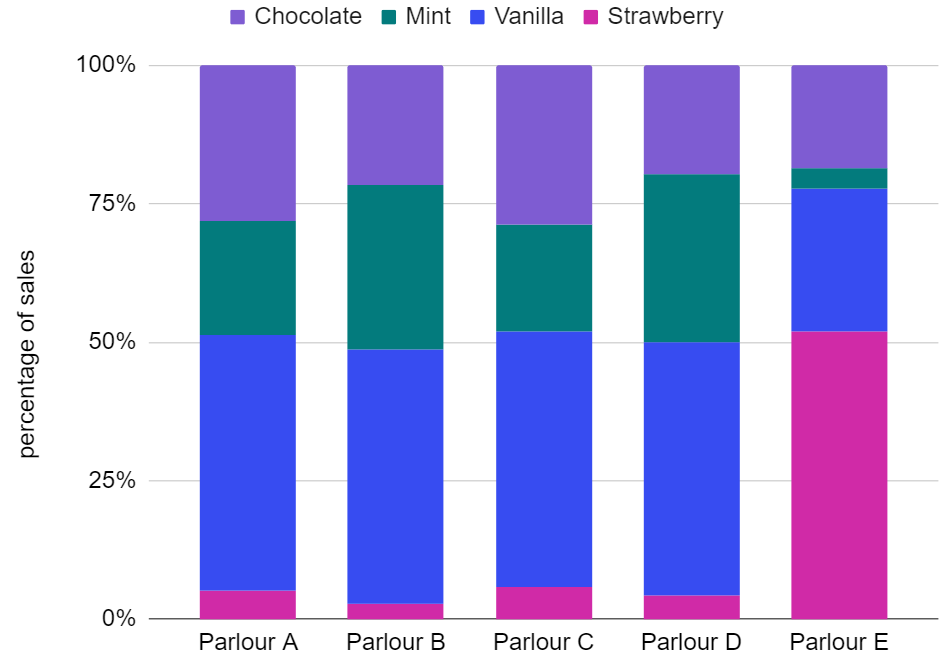 Chocolate Mint Vanilla Strawberry
100%
75%
50%
25%
0%
percentage of sales
Parlour A Parlour B Parlour C Parlour D Parlour E